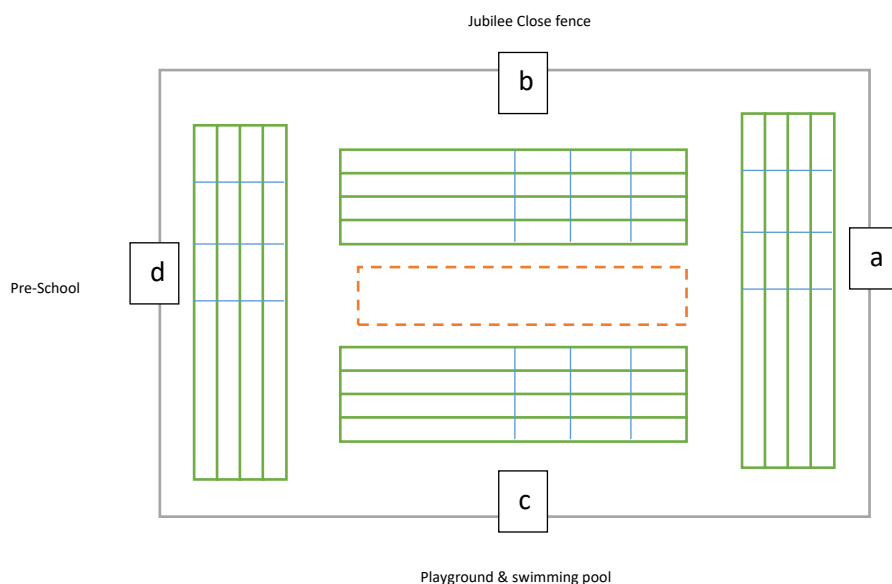 Jubilee Close fence
b
a
d
Pre-School
c
Playground & swimming pool